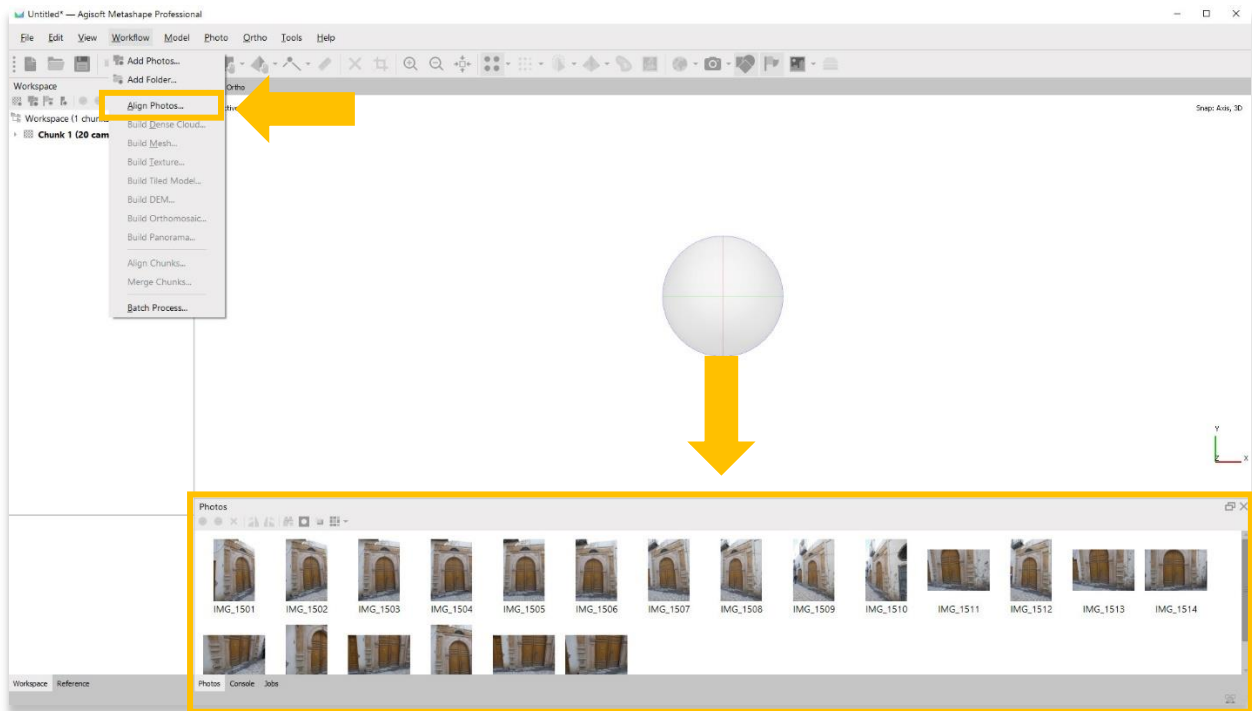 Untitled* — Agisoft Metashape Professional
File Edit View Workflow Model Photo Ortho Tools Help
Add Photos...
Add Folder...
Align Photos...
Build Dense Cloud...
Build Mesh...
Build Texture...
Build Tiled Model...
Build DEM...
Build Orthomosaic...
Build Panorama...
Align Chunks...
Merge Chunks...
Batch Process...
Workspace
Workspace (1 chun
Chunk 1 (20 cam
Ortho
Snap: Axis, 3D
Y
Z X
Photos
IMG_1501 IMG_1502 IMG_1503 IMG_1504 IMG_1505 IMG_1506 IMG_1507 IMG_1508 IMG_1509 IMG_1510 IMG_1511 IMG_1512 IMG_1513 IMG_1514
Workspace Reference
Photos Console Jobs